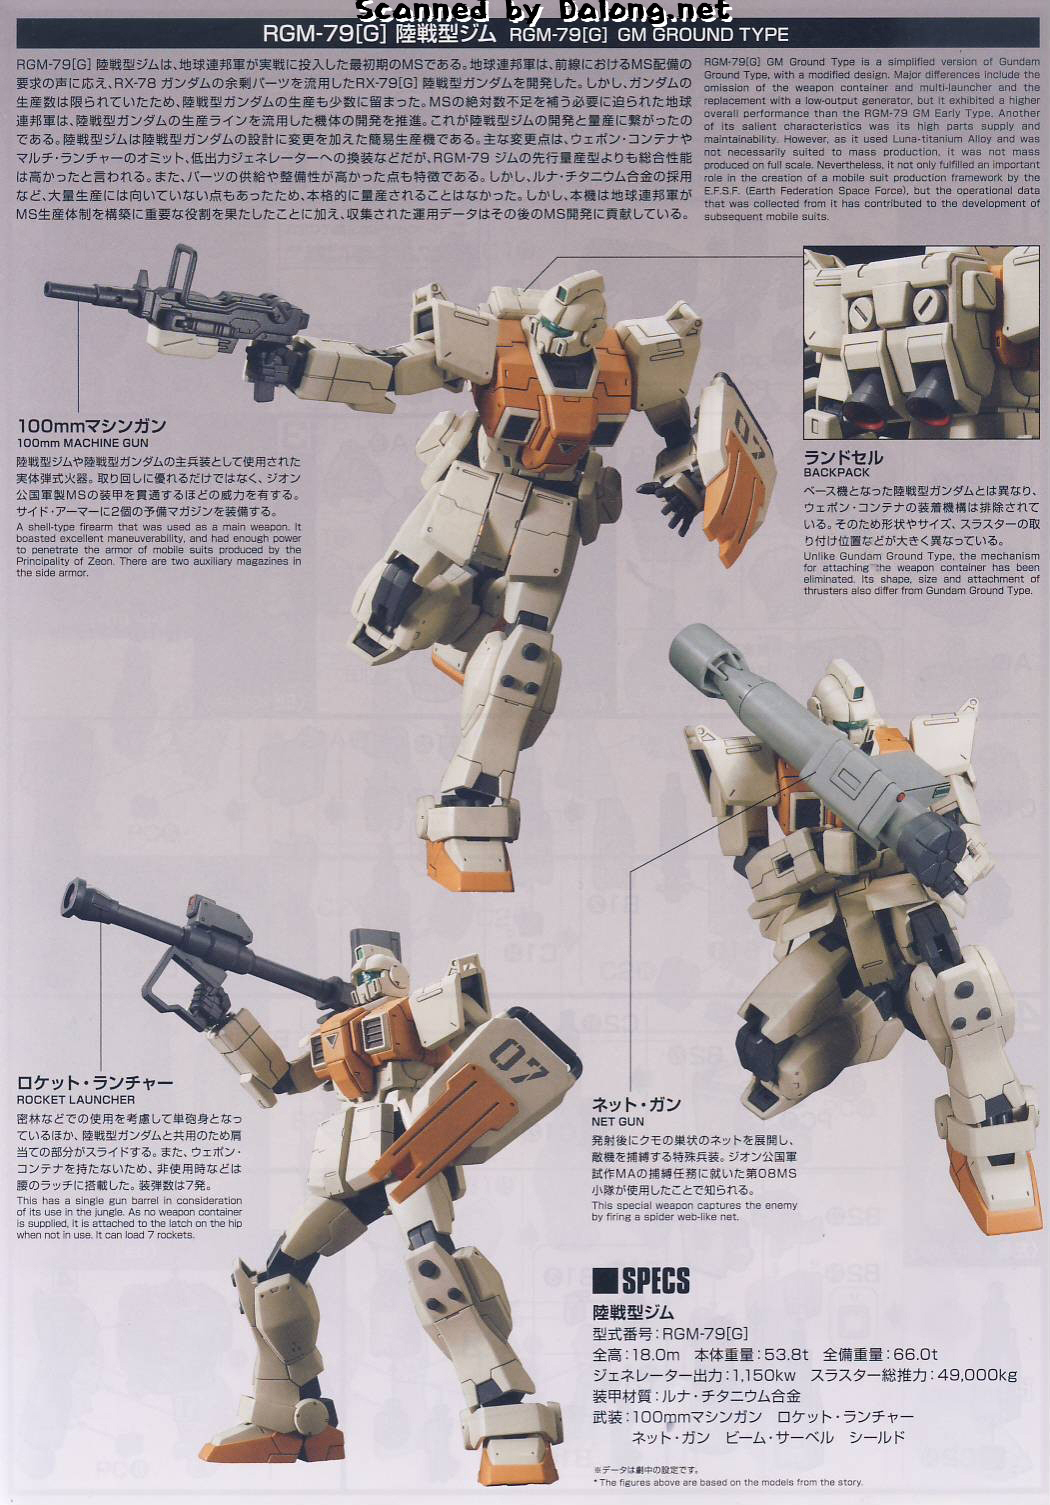 Scanned by Dalong.net
RGM-79[G] 陸戦型ジム RGM-79[G] GM GROUND TYPE
RGM-79[G] 陸戦型ジムは、地球連邦軍が実戦に投入した最初期のMSである。地球連邦軍は、前線におけるMS配備の
要求の声に応え、RX-78 ガンダムの余剰パーツを流用したRX-79[G] 陸戦型ガンダムを開発した。しかし、ガンダムの
生産数は限られていたため、陸戦型ガンダムの生産も少数に留まった。MSの絶対数不足を補う必要に迫られた地球
連邦軍は、陸戦型ガンダムの生産ラインを流用した機体の開発を推進。これが陸戦型ジムの開発と量産に繋がったの
である。陸戦型ジムは陸戦型ガンダムの設計に変更を加えた簡易生産機である。主な変更点は、ウェポン・コンテナや
マルチ・ランチャーのオミット、低出力ジェネレーターへの換装などだが、RGM-79 ジムの先行量産型よりも総合性能
は高かったと言われる。また、パーツの供給や整備性が高かった点も特徴である。しかし、ルナ・チタニウム合金の採用
など、大量生産には向いていない点もあったため、本格的に量産されることはなかった。しかし、本機は地球連邦軍が
MS生産体制を構築に重要な役割を果たしたことに加え、収集された運用データはその後のMS開発に貢献している。
RGM-79[G] GM Ground Type is a simplified version of Gundam
Ground Type, with a modified design. Major differences include the
omission of the weapon container and multi-launcher and the
replacement with a low-output generator, but it exhibited a higher
overall performance than the RGM-79 GM Early Type. Another
of its salient characteristics was its high parts supply and
maintainability. However, as it used Luna-titanium Alloy and was
not necessarily suited to mass production, it was not mass
produced on full scale. Nevertheless, it not only fulfilled an important
role in the creation of a mobile suit production framework by the
E.F.S.F. (Earth Federation Space Force), but the operational data
that was collected from it has contributed to the development of
subsequent mobile suits.
100mmマシンガン
100mm MACHINE GUN
陸戦型ジムや陸戦型ガンダムの主兵装として使用された
実体弾式火器。取り回しに優れるだけではなく、ジオン
公国軍製MSの装甲を貫通するほどの威力を有する。
サイド・アーマーに2個の予備マガジンを装備する。
A shell-type firearm that was used as a main weapon. It
boasted excellent maneuverability, and had enough power
to penetrate the armor of mobile suits produced by the
Principality of Zeon. There are two auxiliary magazines in
the side armor.
07
ランドセル
BACKPACK
ベース機となった陸戦型ガンダムとは異なり、
ウェポン・コンテナの装着機構は排除されて
いる。そのため形状やサイズ、スラスターの取
り付け位置などが大きく異なっている。
Unlike Gundam Ground Type, the mechanism
for attaching the weapon container has been
eliminated. Its shape, size and attachment of
thrusters also differ from Gundam Ground Type.
ロケット・ランチャー
ROCKET LAUNCHER
密林などでの使用を考慮して単砲身となっ
ているほか、陸戦型ガンダムと共用のため肩
当ての部分がスライドする。また、ウェポン・
コンテナを持たないため、非使用時などは
腰のラッチに搭載した。装弾数は7発。
This has a single gun barrel in consideration
of its use in the jungle. As no weapon container
is supplied, it is attached to the latch on the hip
when not in use. It can load 7 rockets.
07
ネット・ガン
NET GUN
発射後にクモの巣状のネットを展開し、
敵機を捕縛する特殊兵装。ジオン公国軍
試作MAの捕縛任務に就いた第08MS
小隊が使用したことで知られる。
This special weapon captures the enemy
by firing a spider web-like net.
SPECS
陸戦型ジム
型式番号：RGM-79[G]
全高：18.0m 本体重量：53.8t 全備重量：66.0t
ジェネレーター出力：1,150kw スラスター総推力：49,000kg
装甲材質：ルナ・チタニウム合金
武装：100mmマシンガン ロケット・ランチャー
ネット・ガン ビーム・サーベル シールド
※データは劇中の設定です。
* The figures above are based on the models from the story.